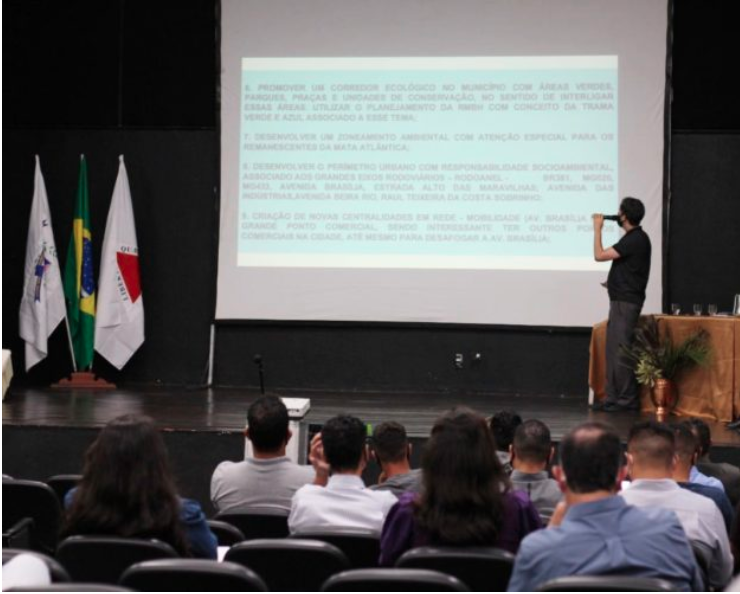 6. PROMOVER UM CORREDOR ECOLÓGICO NO MUNICÍPIO COM ÁREAS VERDES,
PARQUES, PRAÇAS E UNIDADES DE CONSERVAÇÃO, NO SENTIDO DE INTERLIGAR
ESSAS ÁREAS. UTILIZAR O PLANEJAMENTO DA RMBH COM CONCEITO DA TRAMA
VERDE E AZUL ASSOCIADO A ESSE TEMA;
7. DESENVOLVER UM ZONEAMENTO AMBIENTAL COM ATENÇÃO ESPECIAL PARA OS
REMANESCENTES DA MATA ATLÂNTICA;
8. DESENVOLVER O PERÍMETRO URBANO COM RESPONSABILIDADE SOCIOAMBIENTAL,
ASSOCIADO AOS GRANDES EIXOS RODOVIÁRIOS - RODOANEL - BR381, MG020,
MG433, AVENIDA BRASÍLIA, ESTRADA ALTO DAS MARAVILHAS, AVENIDA DAS
INDÚSTRIAS, AVENIDA BEIRA RIO, RAUL TEIXEIRA DA COSTA SOBRINHO;
9. CRIAÇÃO DE NOVAS CENTRALIDADES EM REDE - MOBILIDADE (AV. BRASÍLIA
GRANDE PONTO COMERCIAL, SENDO INTERESSANTE TER OUTROS
COMERCIAIS NA CIDADE, ATÉ MESMO PARA DESAFOGAR A AV. BRASÍLIA;